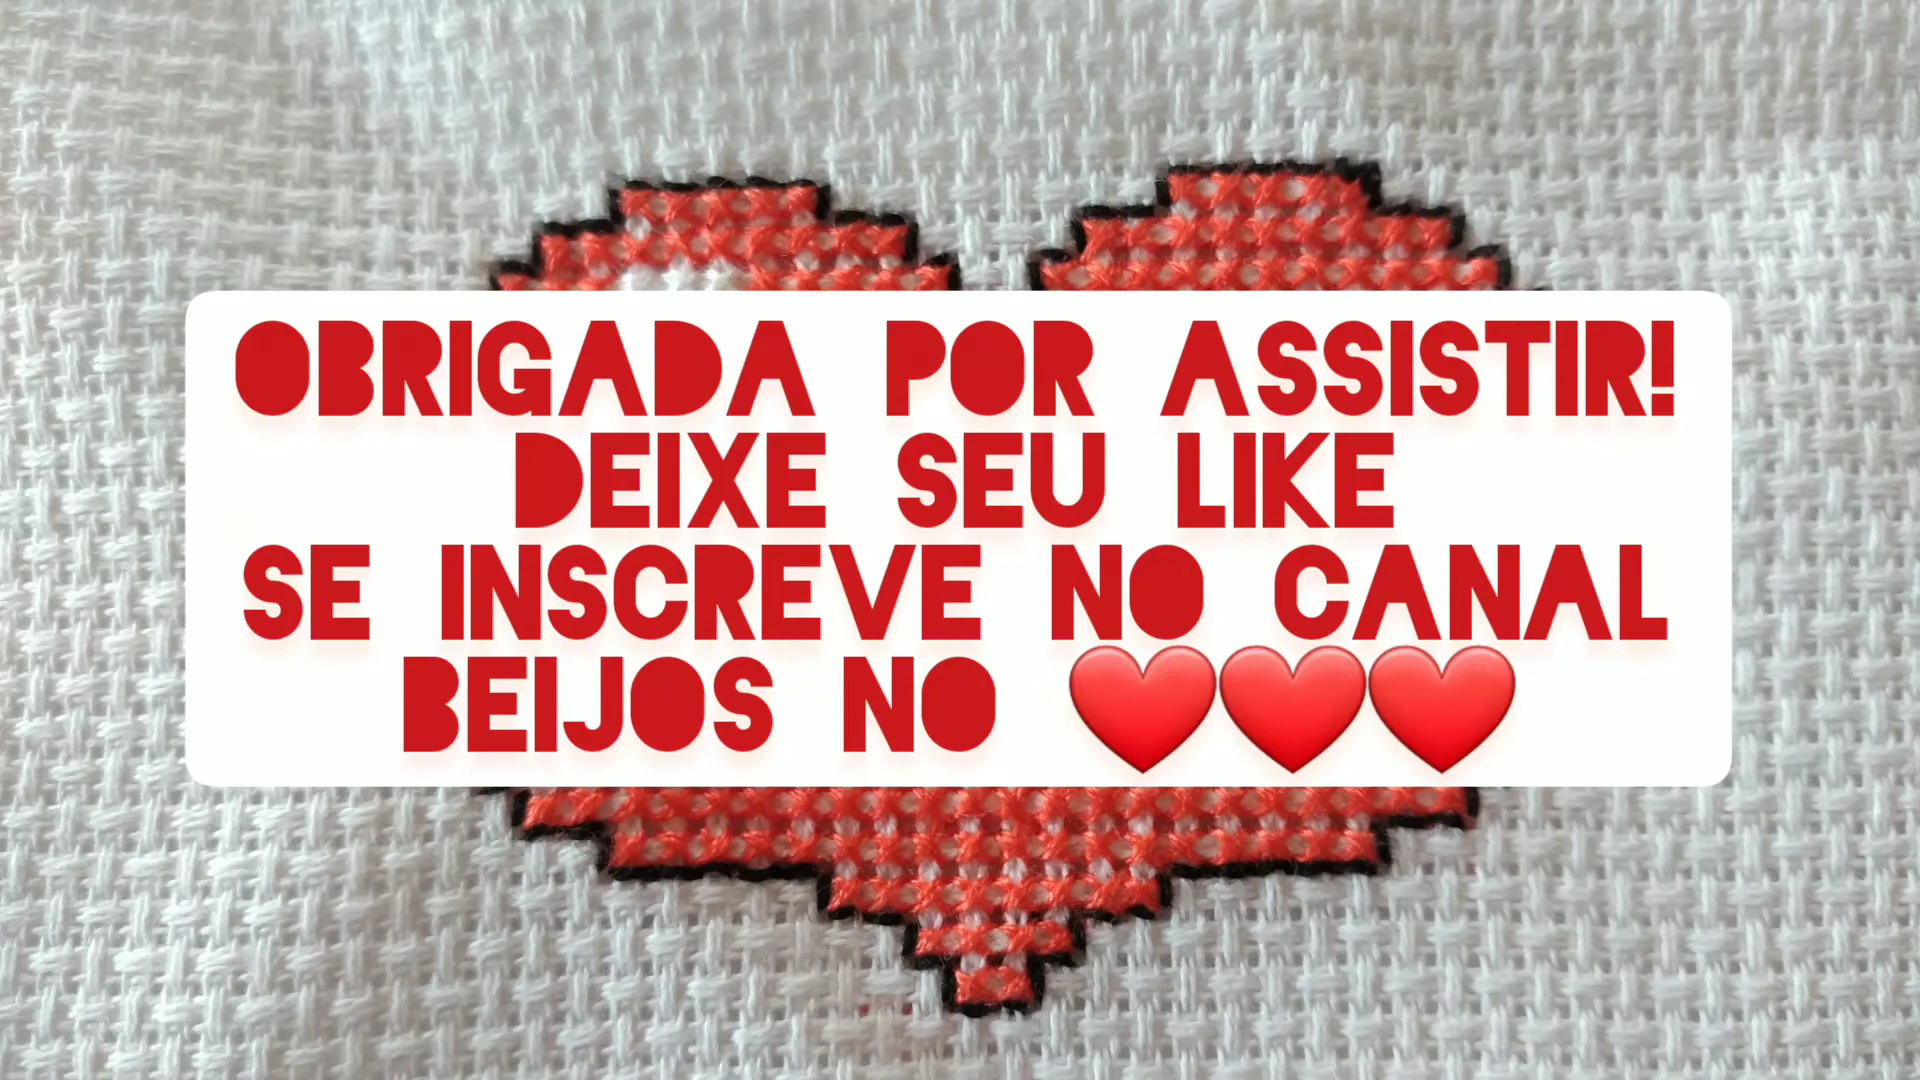 OBRIGADA POR ASSISTIR!
DEIXE SEU LIKE
SE INSCREVE NO CANAL
BEIJOS NO ❤️❤️❤️